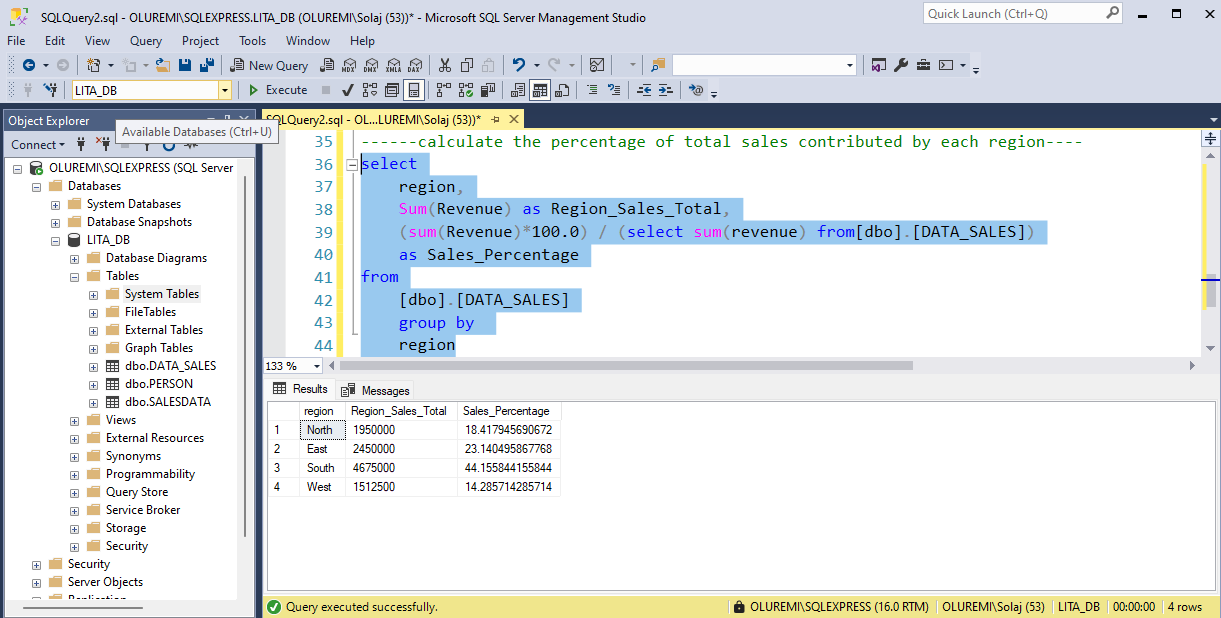 SQLQuery2.sql - OLUREMI\SQLEXPRESS.LITA_DB (OLUREMI\Solaj (53))* - Microsoft SQL Server Management Studio
Quick Launch (Ctrl+Q)
File Edit View Query Project Tools Window Help
New Query
MDX DMX XMLA DAX
LITA_DB
Execute
Object Explorer
Available Databases (Ctrl+U)
Connect
OLUREMI\SQLEXPRESS (SQL Server
Databases
System Databases
Database Snapshots
LITA_DB
Database Diagrams
Tables
System Tables
FileTables
External Tables
Graph Tables
dbo.DATA_SALES
dbo.PERSON
dbo.SALESDATA
Views
External Resources
Synonyms
Programmability
Query Store
Service Broker
Storage
Security
Security
Server Objects
Replication
SQLQuery2.sql - OL...LUREMI\Solaj (53))*
35 ------calculate the percentage of total sales contributed by each region----
36 select
37 region,
38 Sum(Revenue) as Region_Sales_Total,
39 (sum(Revenue)*100.0) / (select sum(revenue) from[dbo].[DATA_SALES])
40 as Sales_Percentage
41 from
42 [dbo].[DATA_SALES]
43 group by
44 region
133 %
Results Messages
region Region_Sales_Total Sales_Percentage
1 North 1950000 18.417945690672
2 East 2450000 23.140495867768
3 South 4675000 44.155844155844
4 West 1512500 14.285714285714
Query executed successfully.
OLUREMI\SQLEXPRESS (16.0 RTM) OLUREMI\Solaj (53) LITA_DB 00:00:00 4 rows